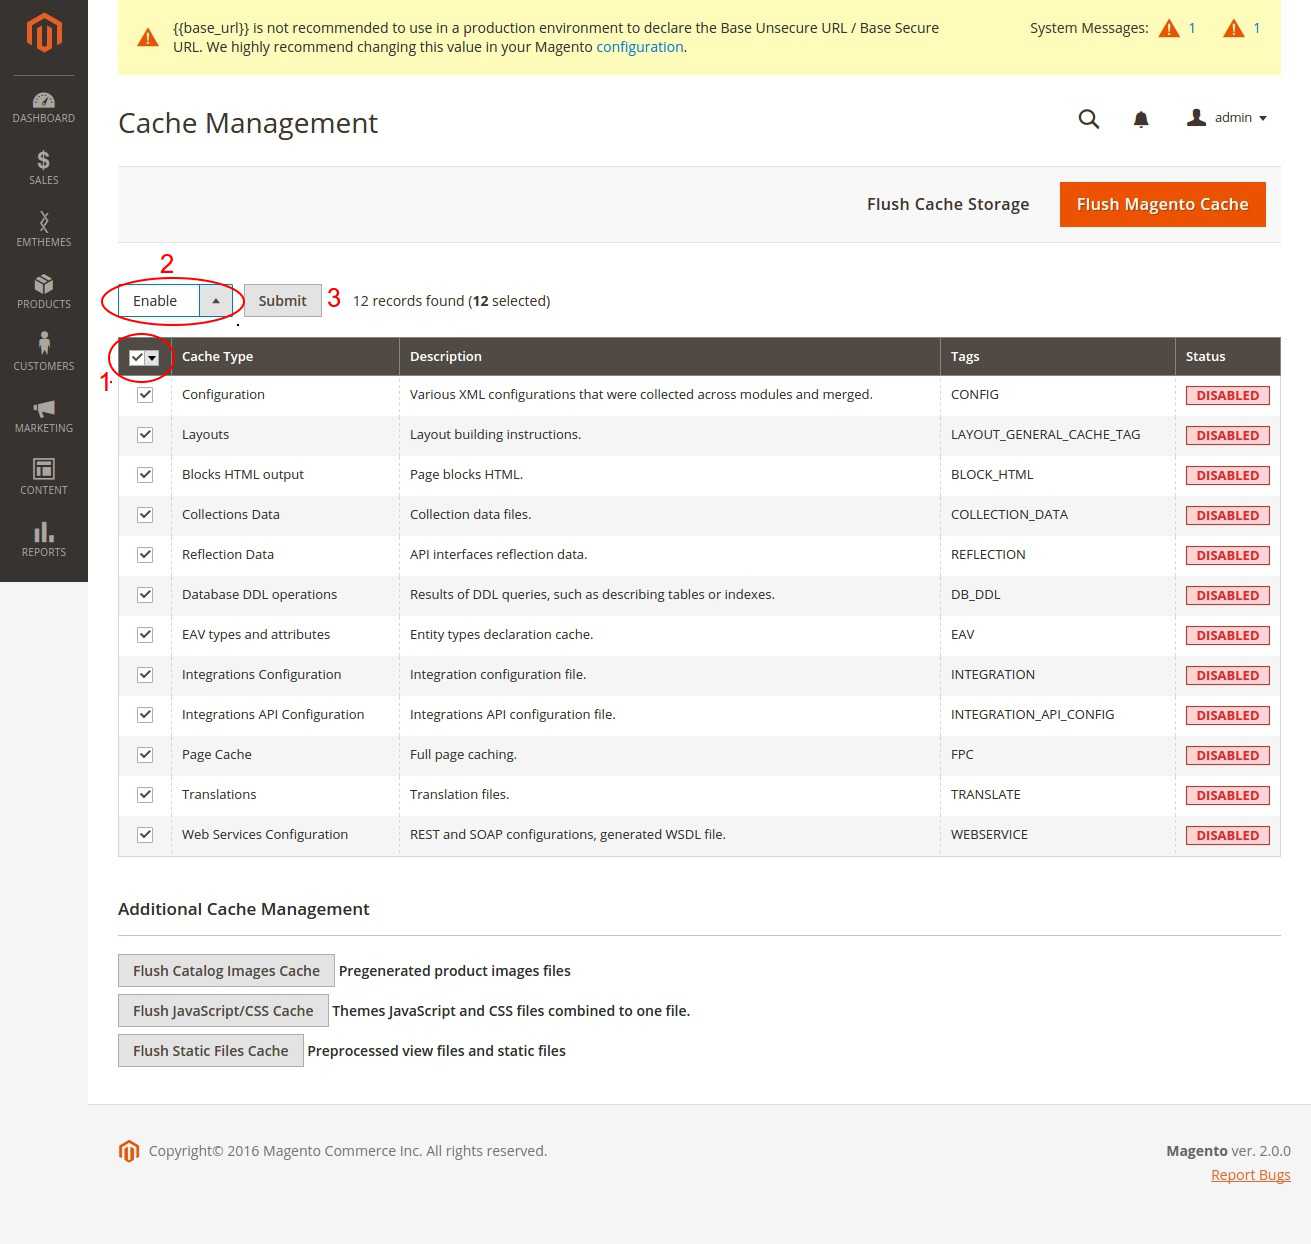 {{base_url}} is not recommended to use in a production environment to declare the Base Unsecure URL / Base Secure
URL. We highly recommend changing this value in your Magento configuration.
System Messages: 1 1
DASHBOARD
SALES
EMTHEMES
PRODUCTS
CUSTOMERS
MARKETING
CONTENT
REPORTS
Cache Management
admin
Flush Cache Storage
Flush Magento Cache
2
Enable
Submit
3
12 records found (12 selected)
1
Cache Type Description Tags Status
Configuration Various XML configurations that were collected across modules and merged. CONFIG DISABLED
Layouts Layout building instructions. LAYOUT_GENERAL_CACHE_TAG DISABLED
Blocks HTML output Page blocks HTML. BLOCK_HTML DISABLED
Collections Data Collection data files. COLLECTION_DATA DISABLED
Reflection Data API interfaces reflection data. REFLECTION DISABLED
Database DDL operations Results of DDL queries, such as describing tables or indexes. DB_DDL DISABLED
EAV types and attributes Entity types declaration cache. EAV DISABLED
Integrations Configuration Integration configuration file. INTEGRATION DISABLED
Integrations API Configuration Integrations API configuration file. INTEGRATION_API_CONFIG DISABLED
Page Cache Full page caching. FPC DISABLED
Translations Translation files. TRANSLATE DISABLED
Web Services Configuration REST and SOAP configurations, generated WSDL file. WEBSERVICE DISABLED
Additional Cache Management
Flush Catalog Images Cache Pregenerated product images files
Flush JavaScript/CSS Cache Themes JavaScript and CSS files combined to one file.
Flush Static Files Cache Preprocessed view files and static files
Copyright© 2016 Magento Commerce Inc. All rights reserved.
Magento ver. 2.0.0
Report Bugs